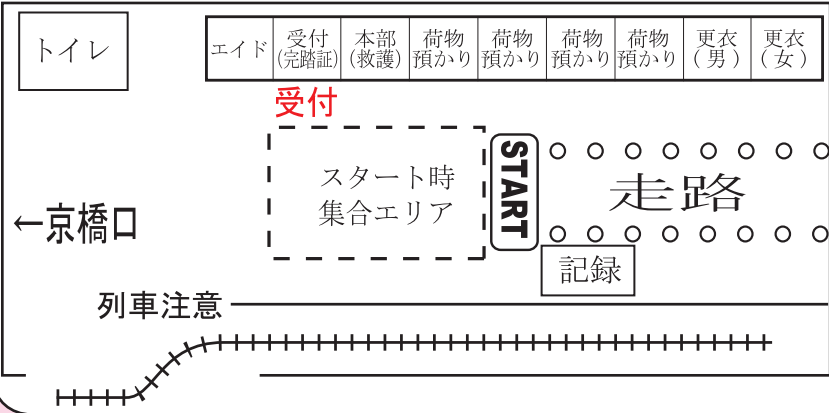 トイレ
エイド
受付
(完踏証)
本部
(救護)
荷物
預かり
荷物
預かり
荷物
預かり
荷物
預かり
更衣
(男)
更衣
(女)
受付
スタート時
集合エリア
START
走路
←京橋口
記録
列車注意